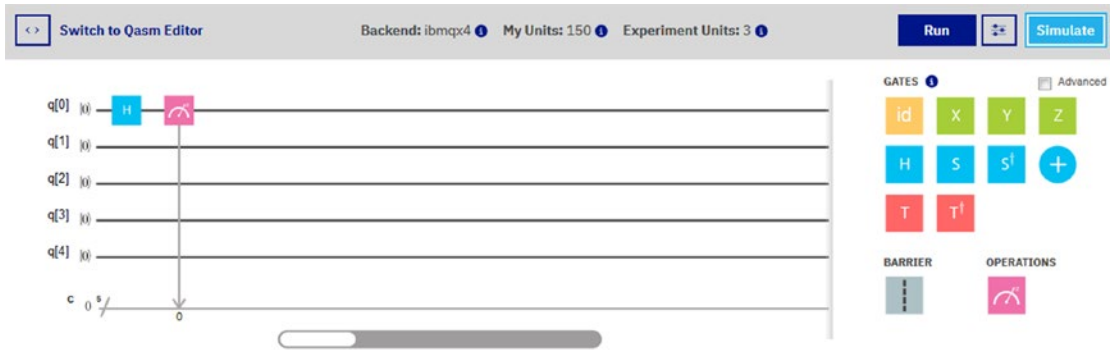 <> Switch to Qasm Editor Backend: ibmqx4 My Units: 150 Experiment Units: 3 Run Simulate
GATES Advanced
q[0] |0⟩ H
id X Y Z
q[1] |0⟩
H S S† +
q[2] |0⟩
q[3] |0⟩
T T†
q[4] |0⟩
BARRIER OPERATIONS
c 0 5
0